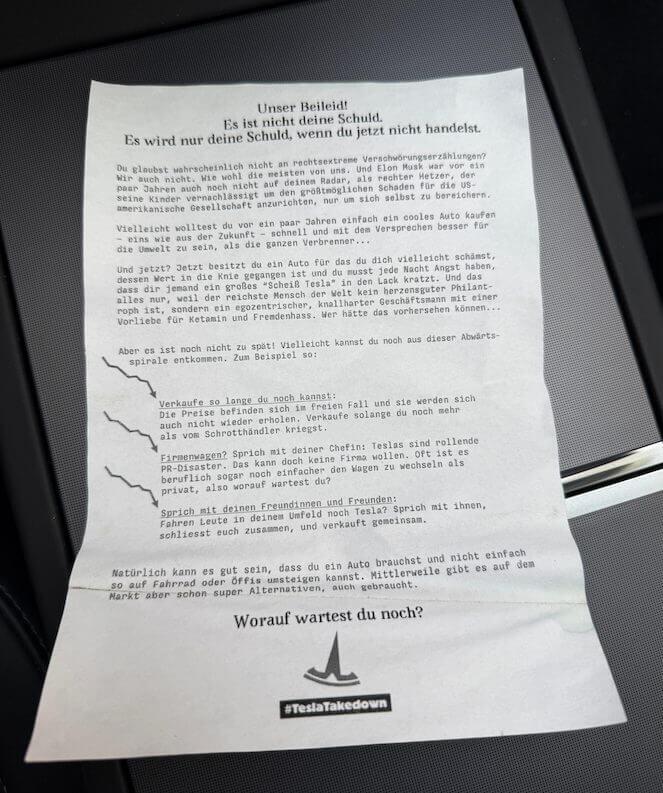 Unser Beileid!
Es ist nicht deine Schuld.
Es wird nur deine Schuld, wenn du jetzt nicht handelst.
Du glaubst wahrscheinlich nicht an rechtsextreme Verschwörungserzählungen?
Wir auch nicht. Wie wohl die meisten von uns. Und Elon Musk war vor ein
paar Jahren auch noch nicht auf deinem Radar, als rechter Hetzer, der
seine Kinder vernachlässigt um den größtmöglichen Schaden für die US-
amerikanische Gesellschaft anzurichten, nur um sich selbst zu bereichern.
Vielleicht wolltest du vor ein paar Jahren einfach ein cooles Auto kaufen
– eins wie aus der Zukunft – schnell und mit dem Versprechen besser für
die Umwelt zu sein, als die ganzen Verbrenner...
Und jetzt? Jetzt besitzt du ein Auto für das du dich vielleicht schämst,
dessen Wert in die Knie gegangen ist und du musst jede Nacht Angst haben,
dass dir jemand ein großes “Scheiß Tesla” in den Lack kratzt. Und das
alles nur, weil der reichste Mensch der Welt kein herzensguter Philant-
roph ist, sondern ein egozentrischer, knallharter Geschäftsmann mit einer
Vorliebe für Ketamin und Fremdenhass. Wer hätte das vorhersehen können...
Aber es ist noch nicht zu spät! Vielleicht kannst du noch aus dieser Abwärts-
spirale entkommen. Zum Beispiel so:
Verkaufe so lange du noch kannst:
Die Preise befinden sich im freien Fall und sie werden sich
auch nicht wieder erholen. Verkaufe solange du noch mehr
als vom Schrotthändler kriegst.
Firmenwagen? Sprich mit deiner Chefin: Teslas sind rollende
PR-Disaster. Das kann doch keine Firma wollen. Oft ist es
beruflich sogar noch einfacher den Wagen zu wechseln als
privat, also worauf wartest du?
Sprich mit deinen Freundinnen und Freunden:
Fahren Leute in deinem Umfeld noch Tesla? Sprich mit ihnen,
schliesst euch zusammen, und verkauft gemeinsam.
Natürlich kann es gut sein, dass du ein Auto brauchst und nicht einfach
so auf Fahrrad oder Öffis umsteigen kannst. Mittlerweile gibt es auf dem
Markt aber schon super Alternativen, auch gebraucht.
Worauf wartest du noch?
#TeslaTakedown